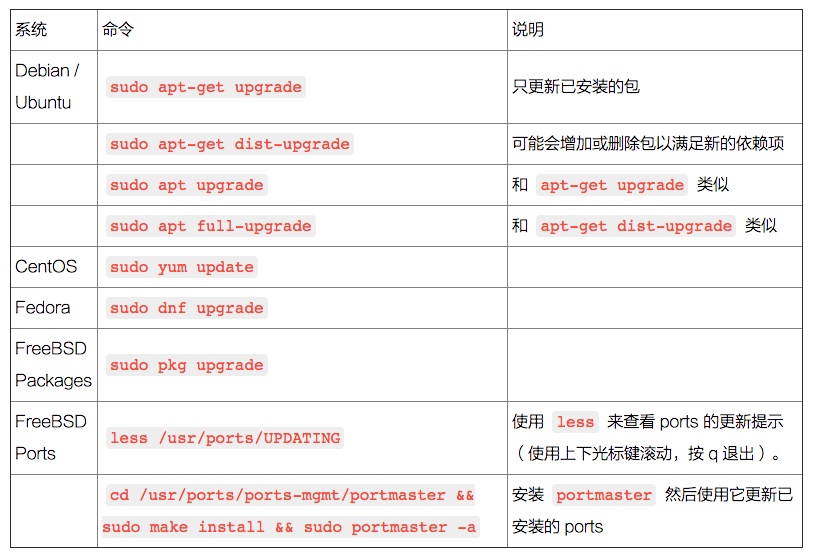 系统 命令 说明
Debian / Ubuntu sudo apt-get upgrade 只更新已安装的包
sudo apt-get dist-upgrade 可能会增加或删除包以满足新的依赖项
sudo apt upgrade 和 apt-get upgrade 类似
sudo apt full-upgrade 和 apt-get dist-upgrade 类似
CentOS sudo yum update
Fedora sudo dnf upgrade
FreeBSD
Packages
sudo pkg upgrade
FreeBSD
Ports
less /usr/ports/UPDATING
使用 less 来查看 ports 的更新提示
（使用上下光标键滚动，按 q 退出）。
cd /usr/ports/ports-mgmt/portmaster &&
sudo make install && sudo portmaster -a
安装 portmaster 然后使用它更新已
安装的 ports